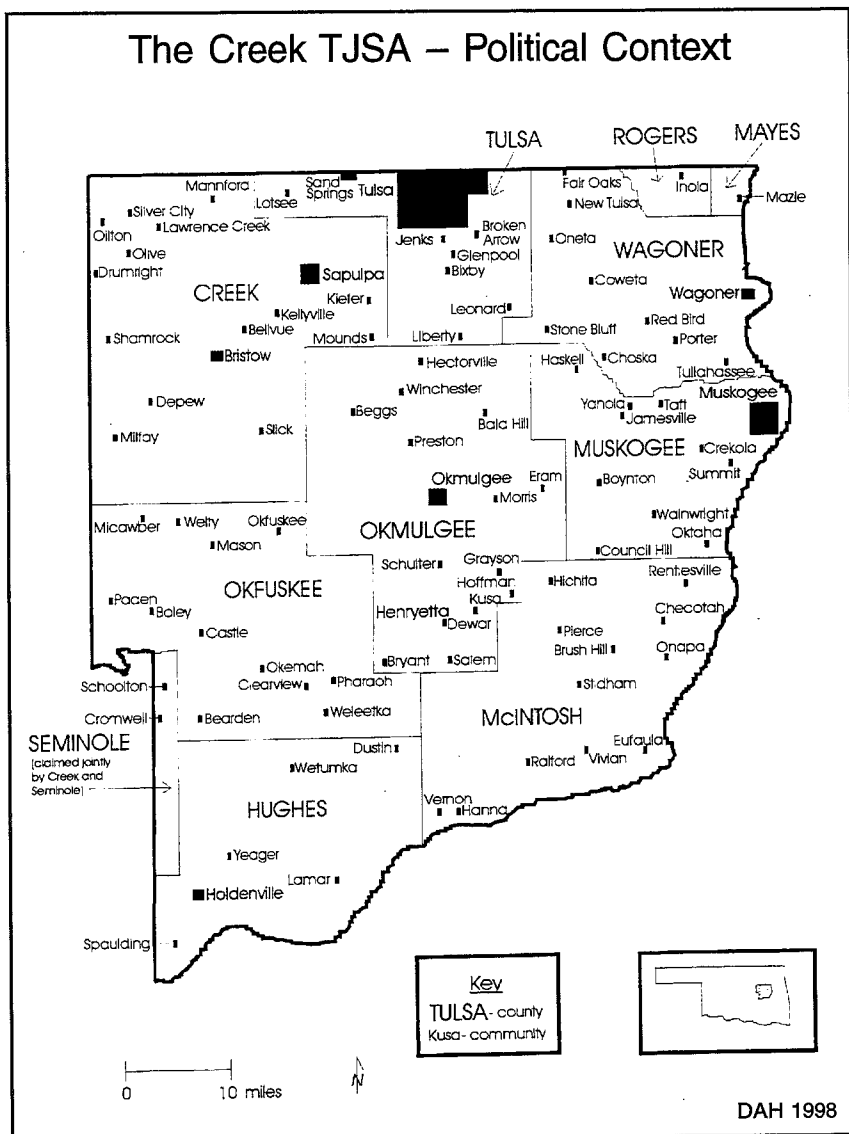 The Creek TJSA – Political Context
TULSA
ROGERS
MAYES
Mannford
Lotsee
Sand
Springs
Tulsa
Fair Oaks
Inola
Mazie
Silver City
New Tulsa
Oilton
Lawrence Creek
Jenks
Broken
Arrow
Oneta
WAGONER
Olive
Glenpool
Drumright
Sapulpa
Bixby
Coweta
CREEK
Kiefer
Wagoner
Kellyville
Leonard
Shamrock
Bellvue
Mounds
Liberty
Stone Bluff
Red Bird
Porter
Bristow
Hectorville
Haskell
Choska
Tullahassee
Winchester
Muskogee
Depew
Beggs
Bald Hill
Yanola
Taft
Jamesville
Milfay
Slick
Preston
MUSKOGEE
Crekola
Summit
Okmulgee
Eram
Boynton
Morris
Micawber
Welty
Okfuskee
OKMULGEE
Wainwright
Mason
Oktaha
Schulter
Grayson
Council Hill
OKFUSKEE
Hoffman
Hichita
Rentiesville
Paden
Boley
Henryetta
Kusa
Dewar
Checotah
Castle
Pierce
Bryant
Salem
Brush Hill
Onapa
Schoolton
Okemah
Clearview
Pharaoh
Stidham
Cromwell
Bearden
Weleetka
McINTOSH
SEMINOLE
(claimed jointly
by Creek and
Seminole)
Dustin
Eufaula
Wetumka
Ralford
Vivian
HUGHES
Vernon
Hanna
Yeager
Lamar
Holdenville
Spaulding
Key
TULSA - county
Kusa - community
N
0 10 miles
DAH 1998